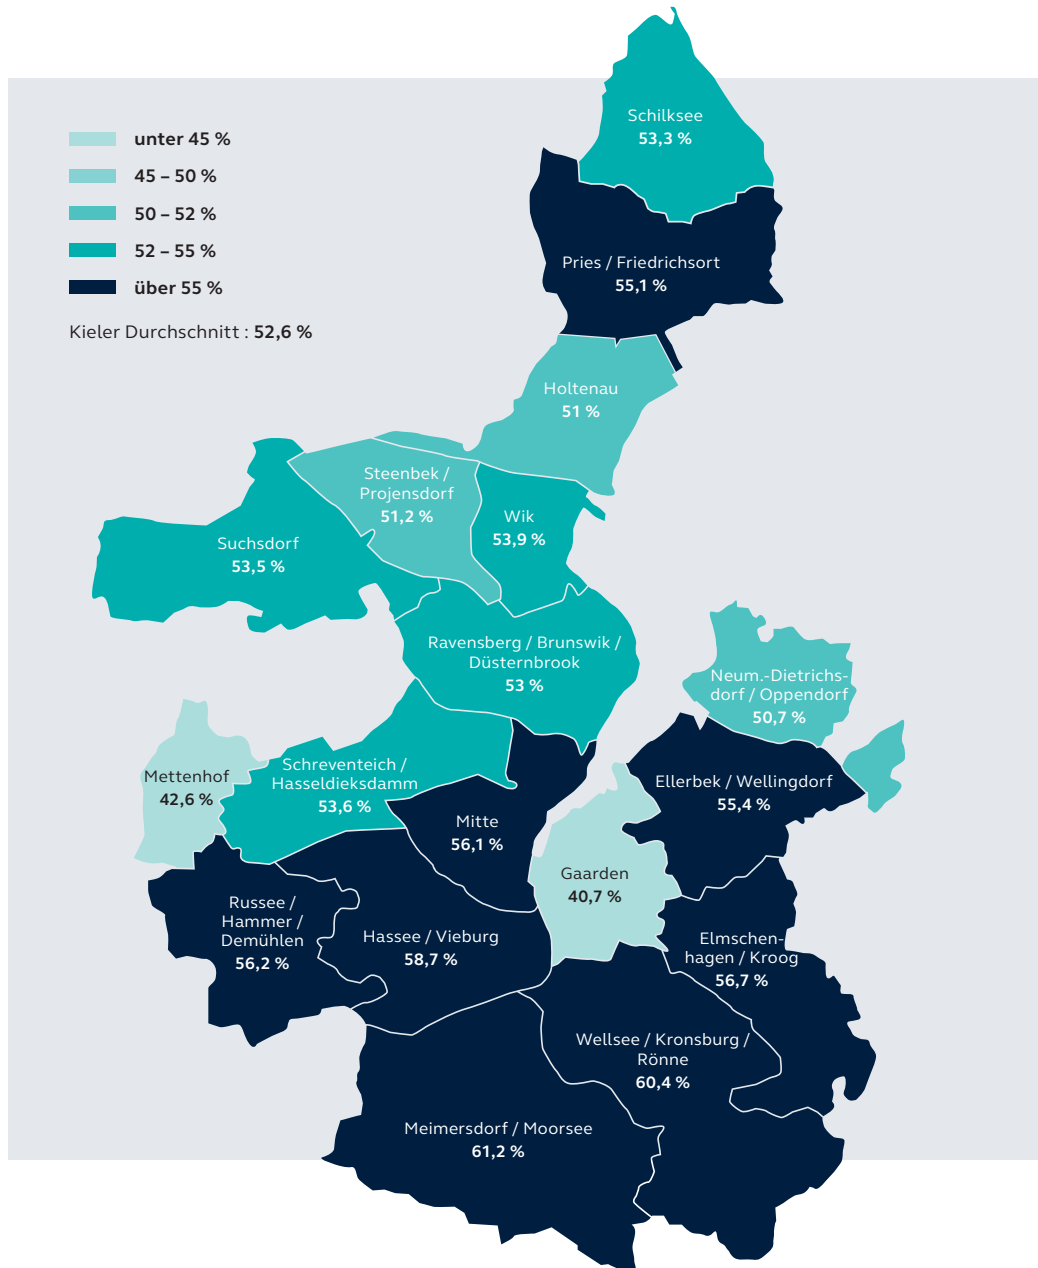 unter 45 %
45 – 50 %
50 – 52 %
52 – 55 %
über 55 %
Kieler Durchschnitt : 52,6 %
Schilksee
53,3 %
Pries / Friedrichsort
55,1 %
Holtenau
51 %
Steenbek /
Projensdorf
51,2 %
Wik
53,9 %
Suchsdorf
53,5 %
Ravensberg / Brunswik /
Düsternbrook
53 %
Neum.-Dietrichs-
dorf / Oppendorf
50,7 %
Mettenhof
42,6 %
Schreventeich /
Hasseldieksdamm
53,6 %
Ellerbek / Wellingdorf
55,4 %
Mitte
56,1 %
Gaarden
40,7 %
Russee /
Hammer /
Demühlen
56,2 %
Hassee / Vieburg
58,7 %
Elmschen-
hagen / Kroog
56,7 %
Wellsee / Kronsburg /
Rönne
60,4 %
Meimersdorf / Moorsee
61,2 %